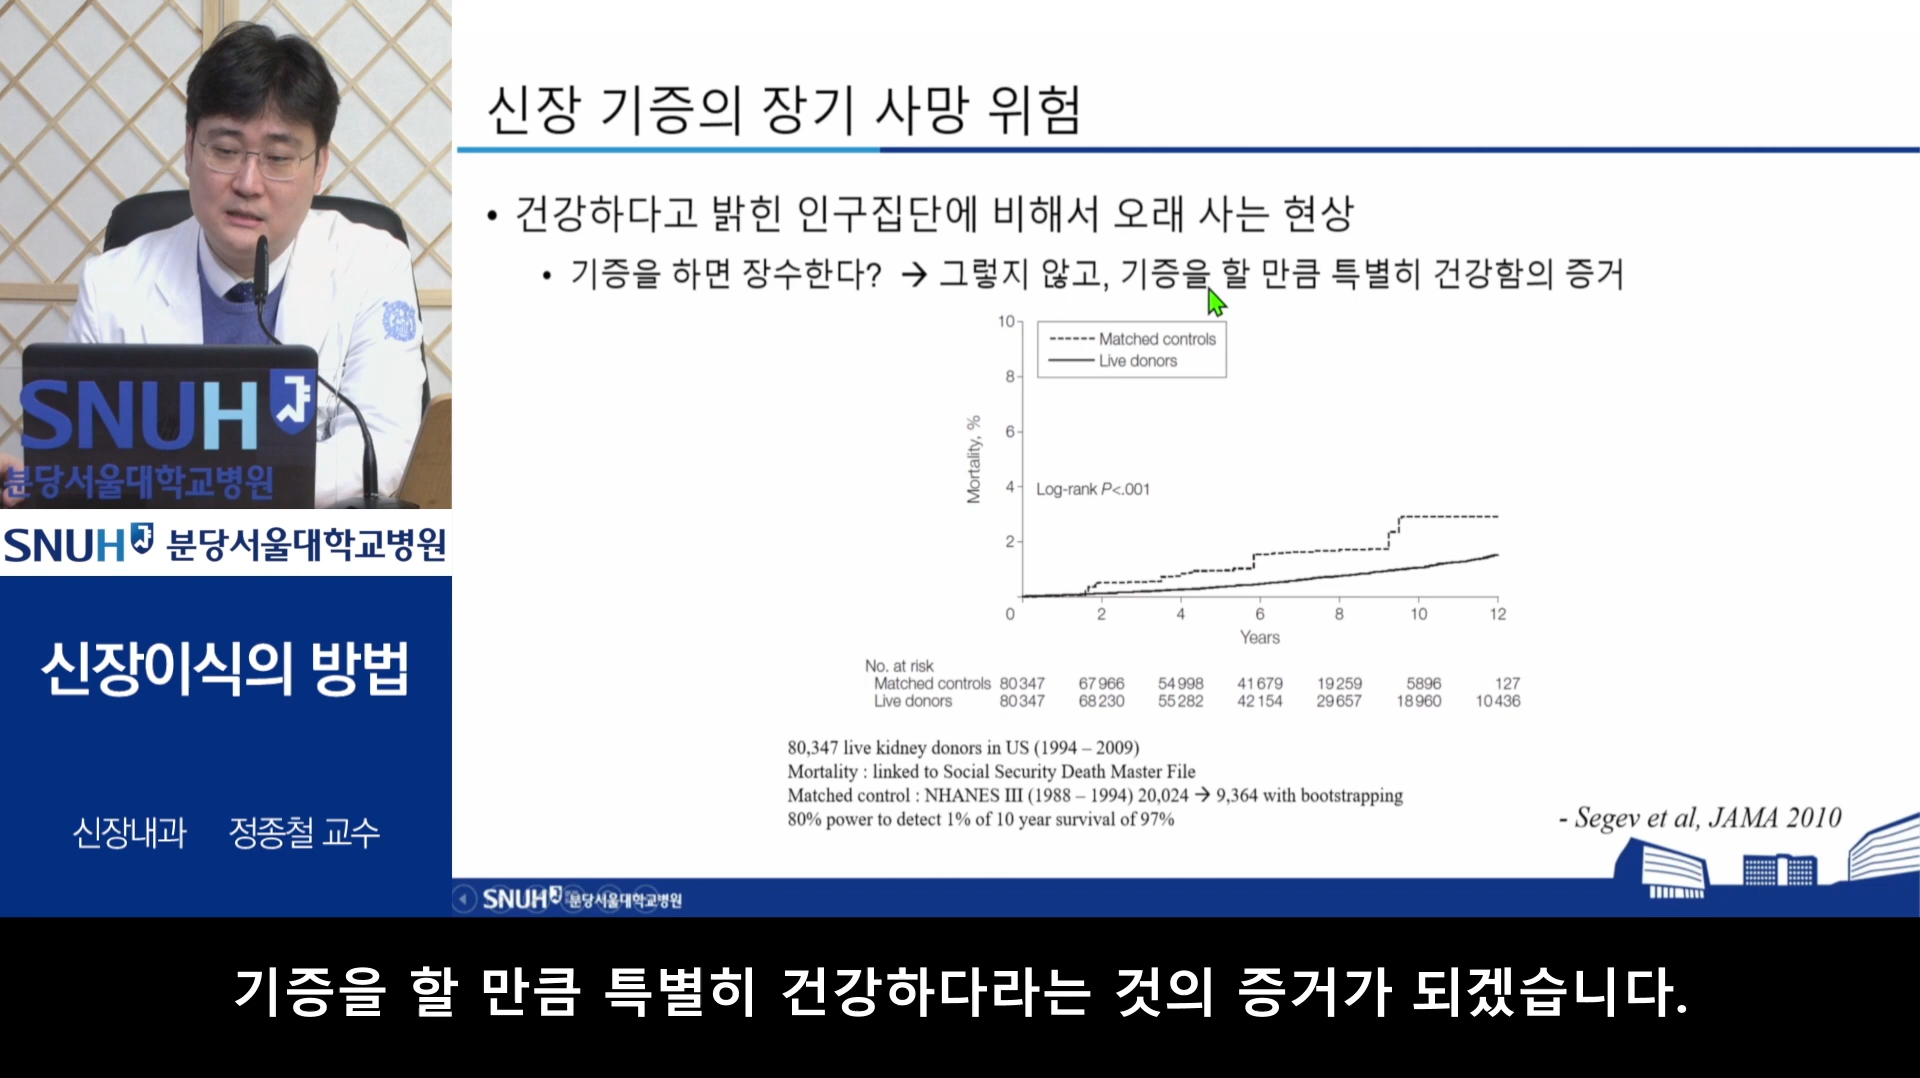 SNUH
분당서울대학교병원
SNUH 분당서울대학교병원
신장이식의 방법
신장내과 정종철 교수
신장 기증의 장기 사망 위험
• 건강하다고 밝힌 인구집단에 비해서 오래 사는 현상
• 기증을 하면 장수한다? → 그렇지 않고, 기증을 할 만큼 특별히 건강함의 증거
Matched controls
Live donors
Mortality, %
10
8
6
4
2
Log-rank P<.001
0 2 4 6 8 10 12
Years
No. at risk
Matched controls 80347 67966 54998 41679 19259 5896 127
Live donors 80347 68230 55282 42154 29657 18960 10436
80,347 live kidney donors in US (1994 – 2009)
Mortality : linked to Social Security Death Master File
Matched control : NHANES III (1988 – 1994) 20,024 → 9,364 with bootstrapping
80% power to detect 1% of 10 year survival of 97%
- Segev et al, JAMA 2010
SNUH 분당서울대학교병원
기증을 할 만큼 특별히 건강하다라는 것의 증거가 되겠습니다.